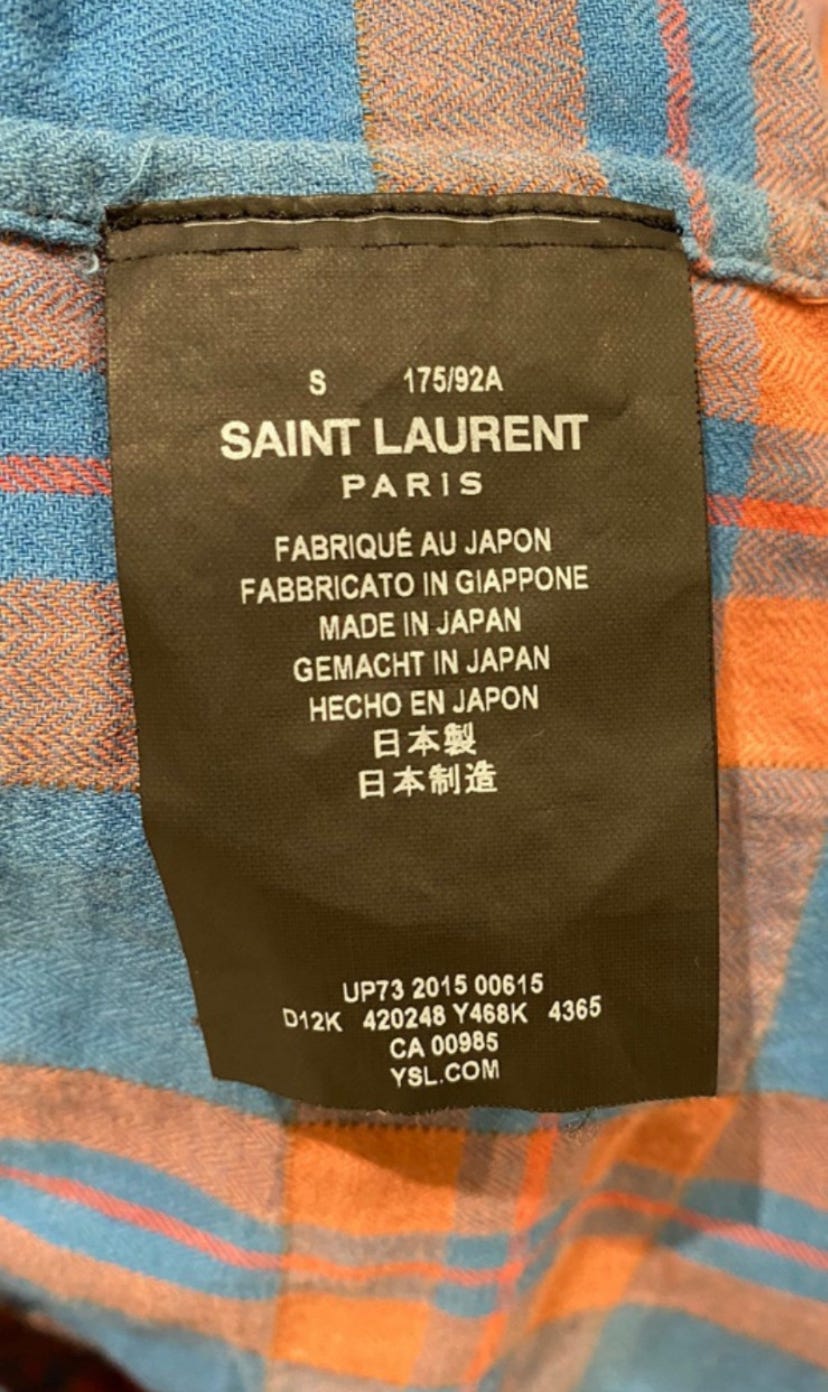 S 175/92A
SAINT LAURENT
PARIS
FABRIQUÉ AU JAPON
FABBRICATO IN GIAPPONE
MADE IN JAPAN
GEMACHT IN JAPAN
HECHO EN JAPON
日本製
日本制造
UP73 2015 00615
D12K 420248 Y468K 4365
CA 00985
YSL.COM